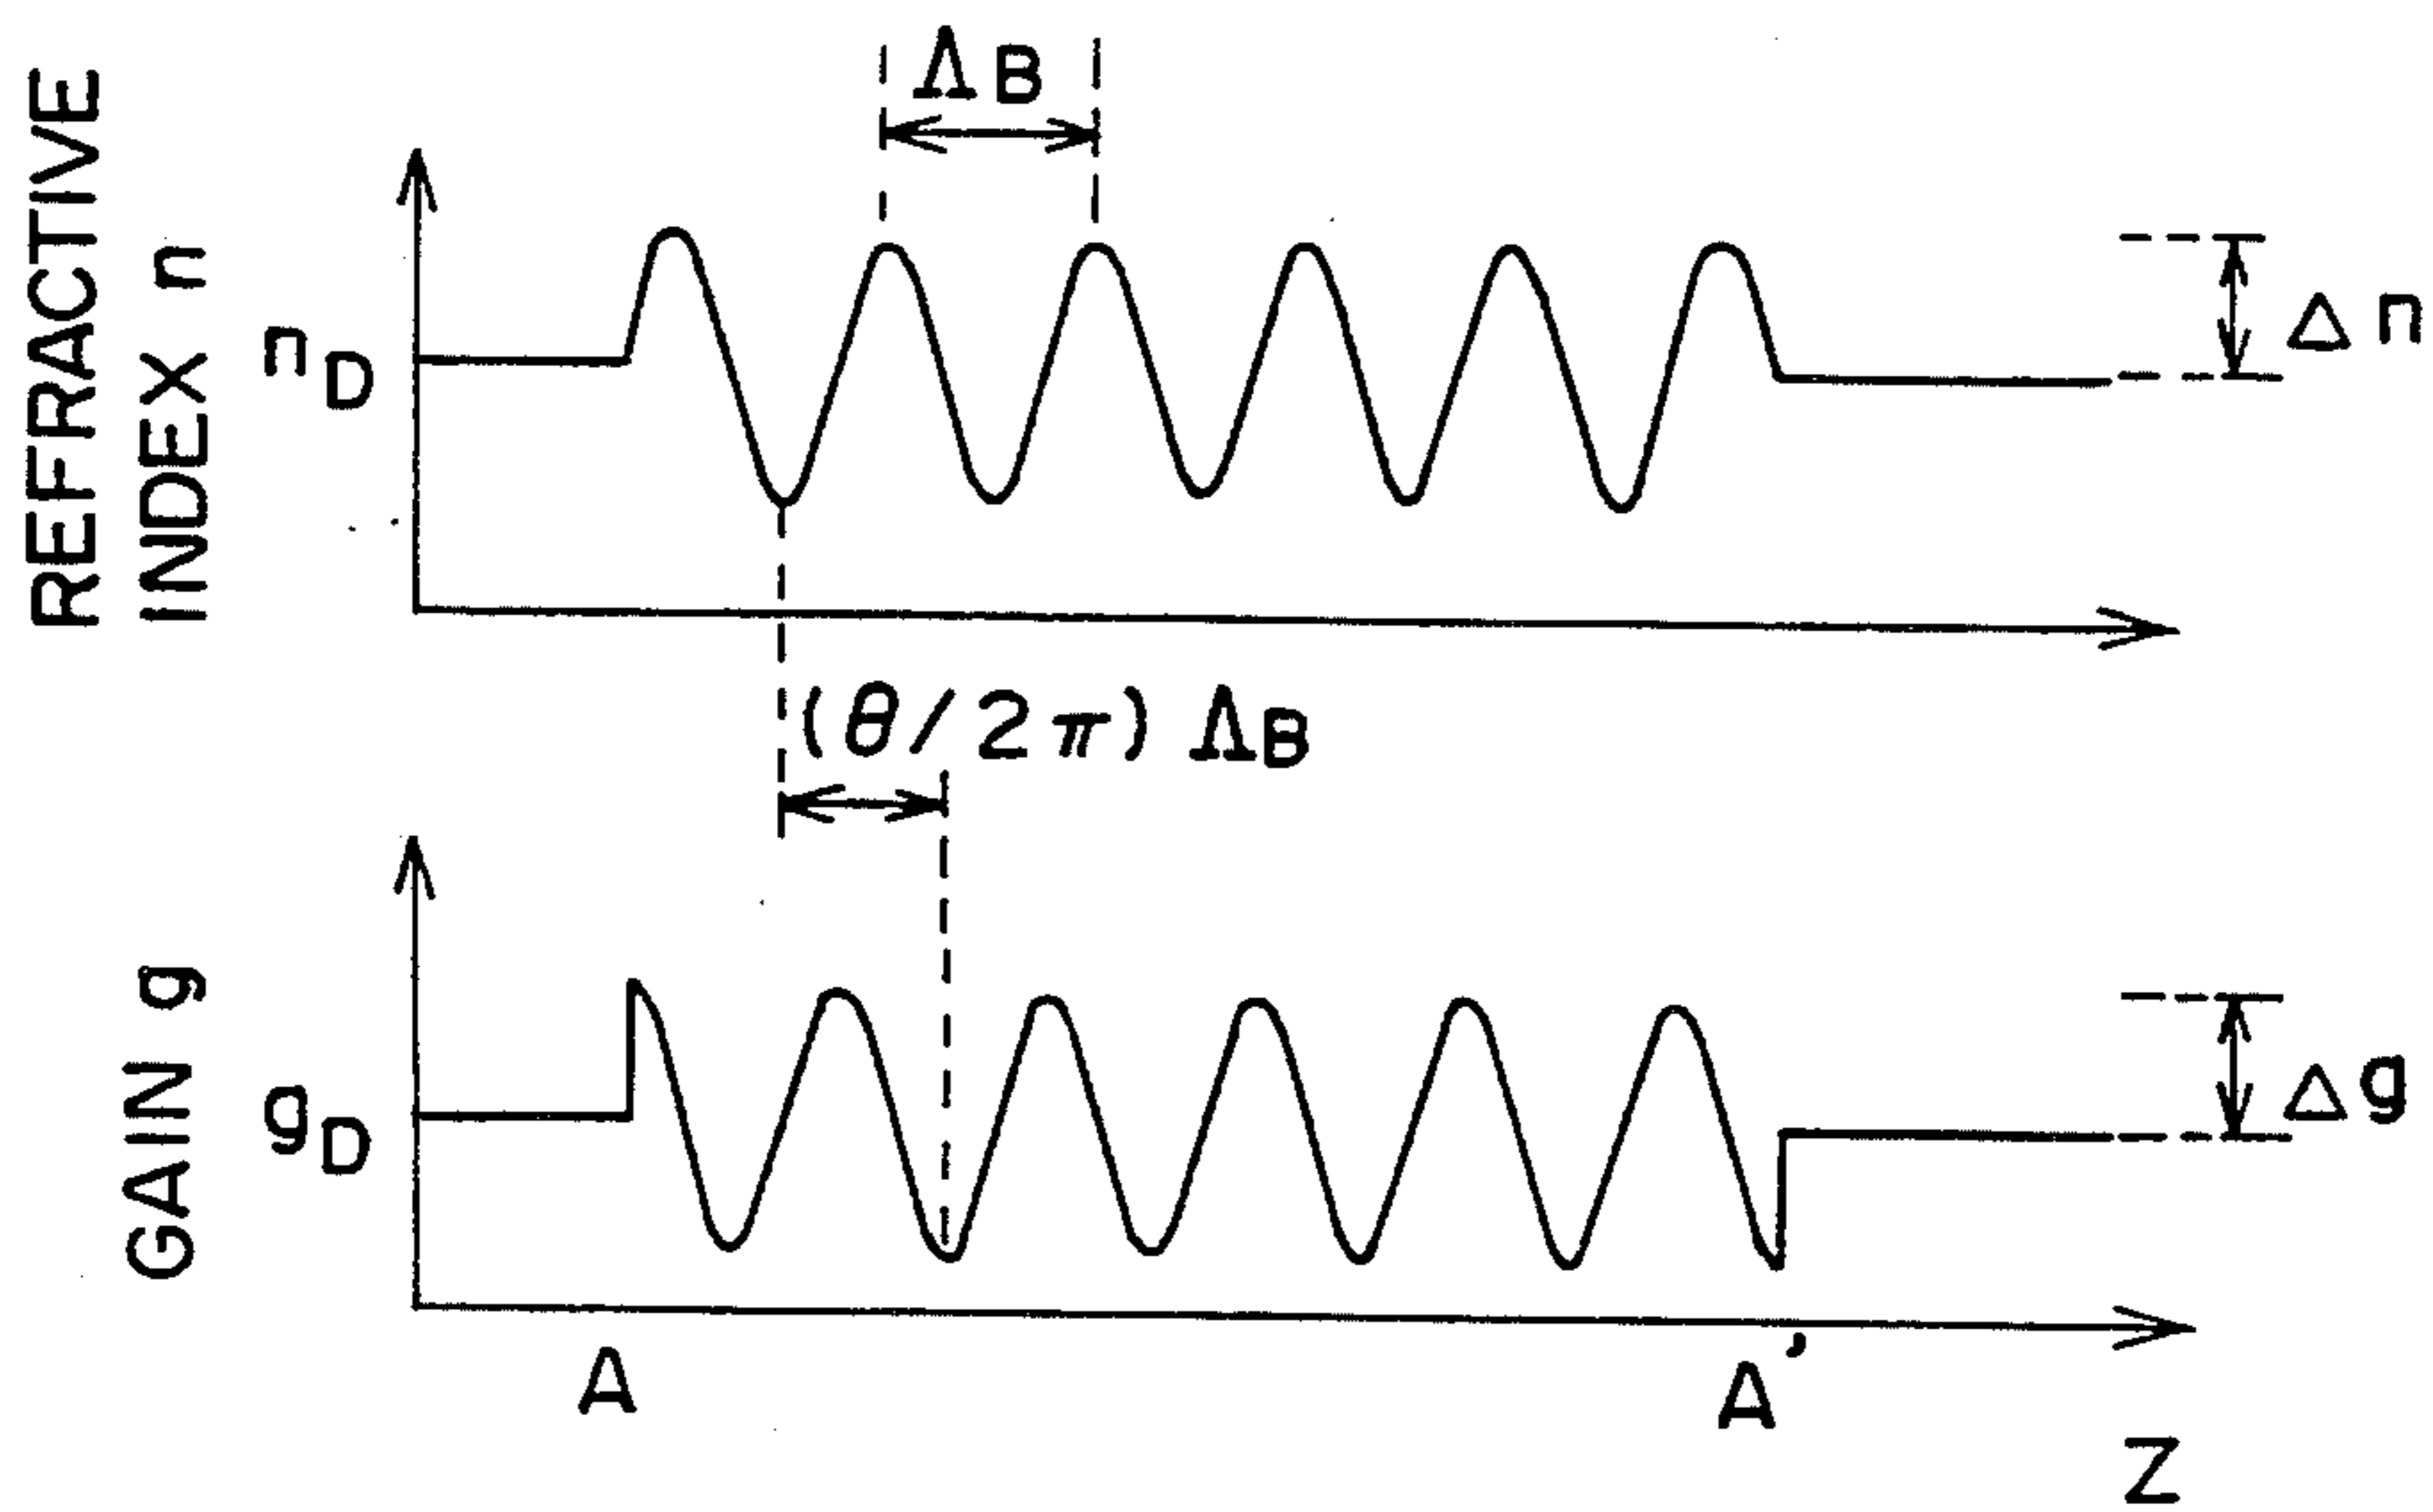 REFRACTIVE
INDEX n
ΛB
nD
Δn
(θ/2π) ΛB
GAIN g
gD
Δg
A
A'
Z